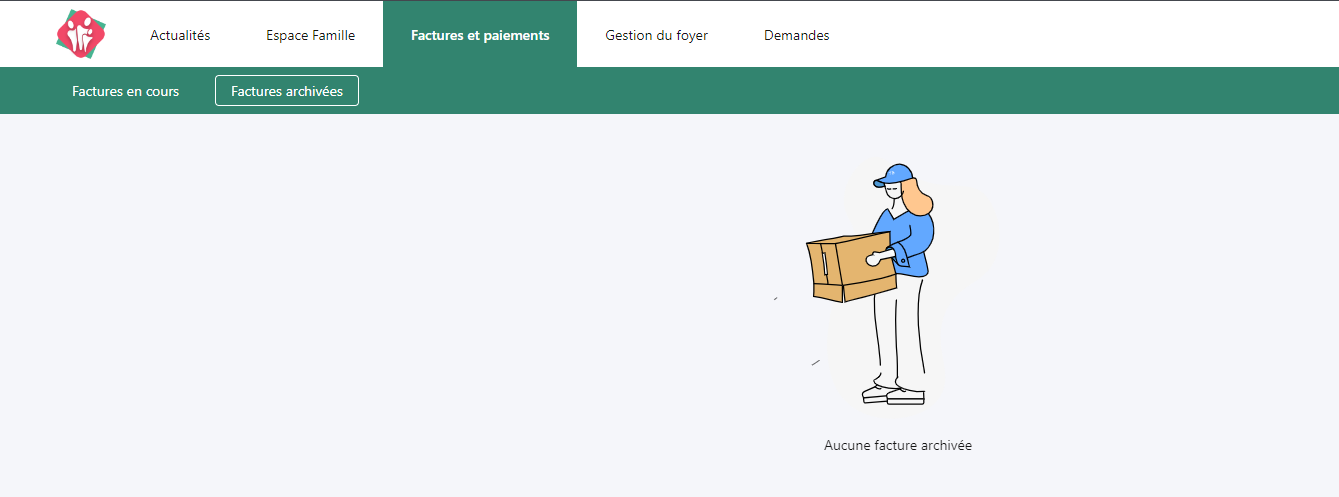 Actualités Espace Famille Factures et paiements Gestion du foyer Demandes
Factures en cours Factures archivées
Aucune facture archivée